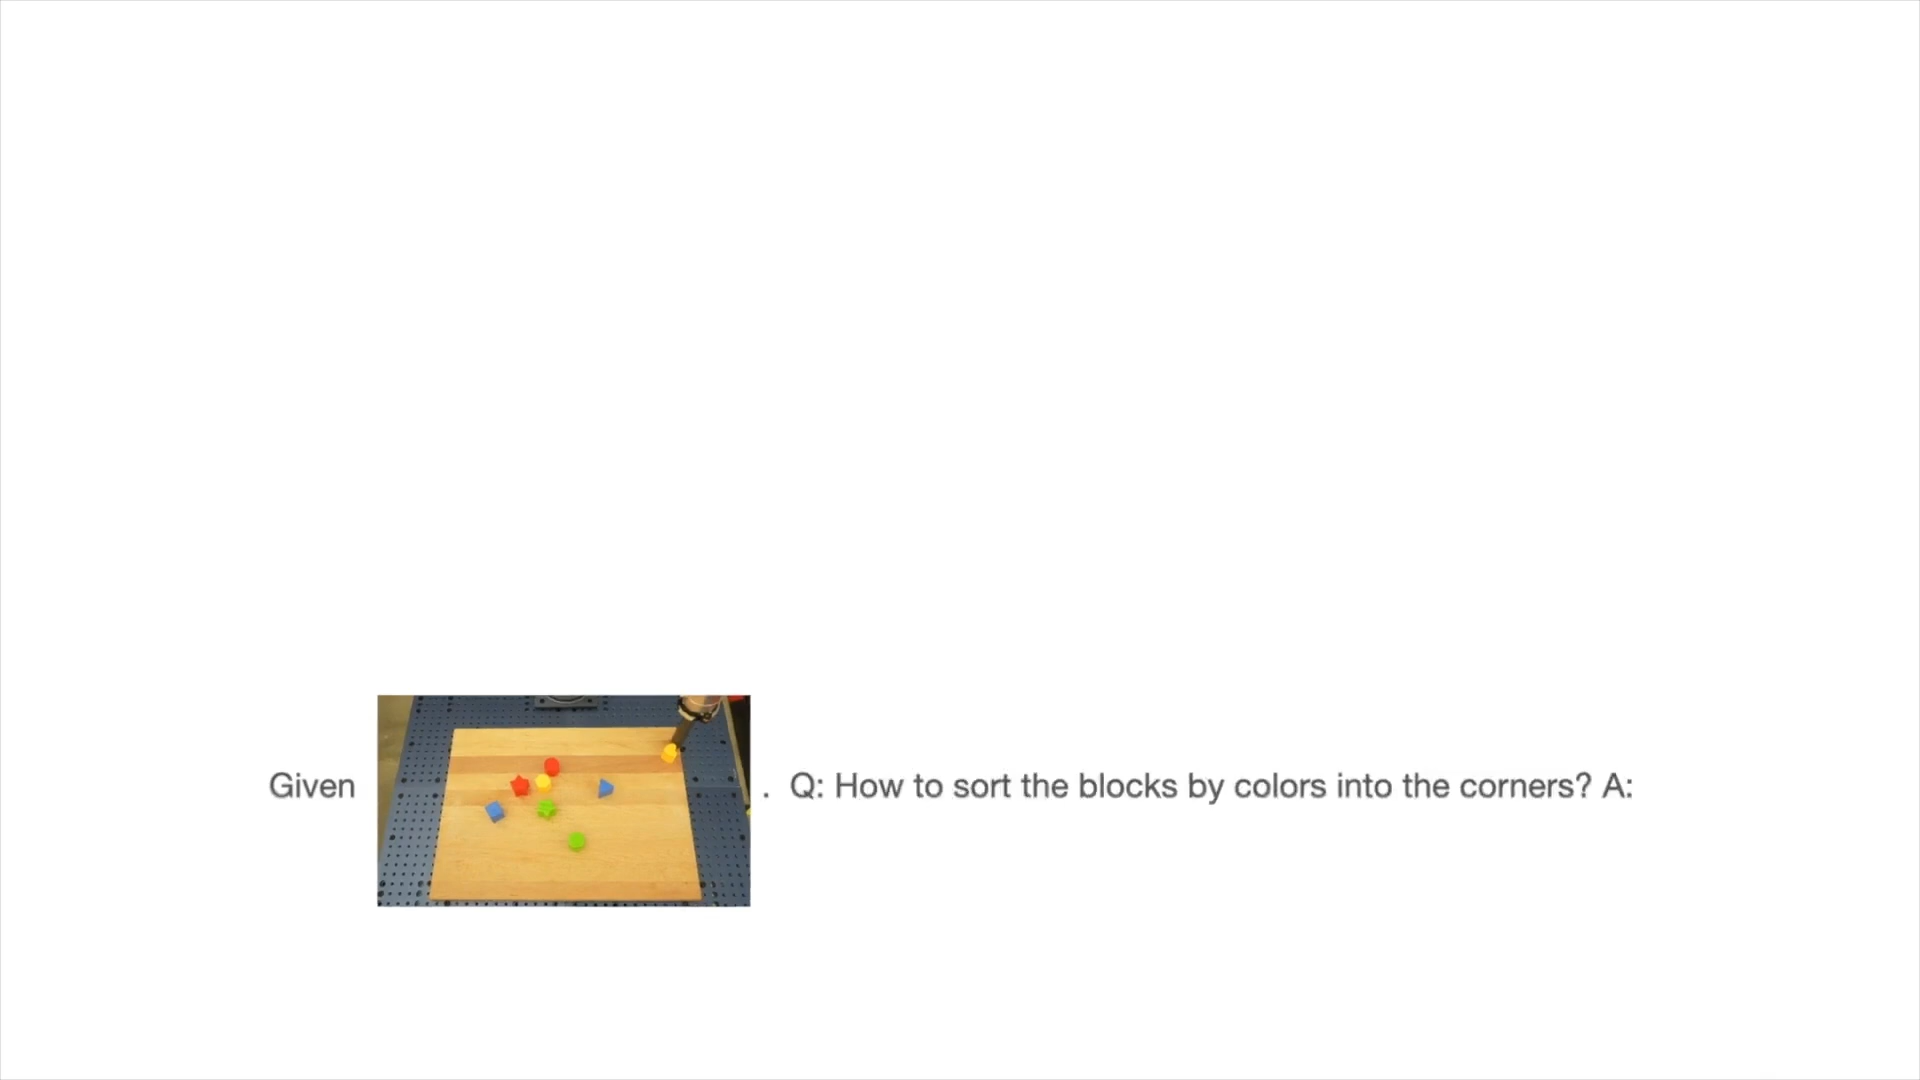 Given . Q: How to sort the blocks by colors into the corners? A: